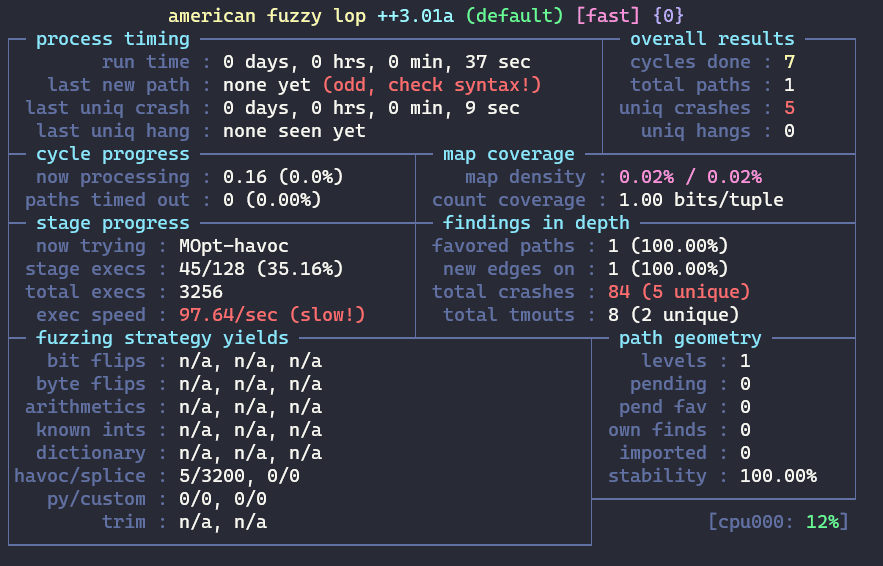 american fuzzy lop ++3.01a (default) [fast] {0}
process timing overall results
run time : 0 days, 0 hrs, 0 min, 37 sec cycles done : 7
last new path : none yet (odd, check syntax!) total paths : 1
last uniq crash : 0 days, 0 hrs, 0 min, 9 sec uniq crashes : 5
last uniq hang : none seen yet uniq hangs : 0
cycle progress map coverage
now processing : 0.16 (0.0%) map density : 0.02% / 0.02%
paths timed out : 0 (0.00%) count coverage : 1.00 bits/tuple
stage progress findings in depth
now trying : MOpt-havoc favored paths : 1 (100.00%)
stage execs : 45/128 (35.16%) new edges on : 1 (100.00%)
total execs : 3256 total crashes : 84 (5 unique)
exec speed : 97.64/sec (slow!) total tmouts : 8 (2 unique)
fuzzing strategy yields path geometry
bit flips : n/a, n/a, n/a levels : 1
byte flips : n/a, n/a, n/a pending : 0
arithmetics : n/a, n/a, n/a pend fav : 0
known ints : n/a, n/a, n/a own finds : 0
dictionary : n/a, n/a, n/a imported : 0
havoc/splice : 5/3200, 0/0 stability : 100.00%
py/custom : 0/0, 0/0
trim : n/a, n/a [cpu000: 12%]